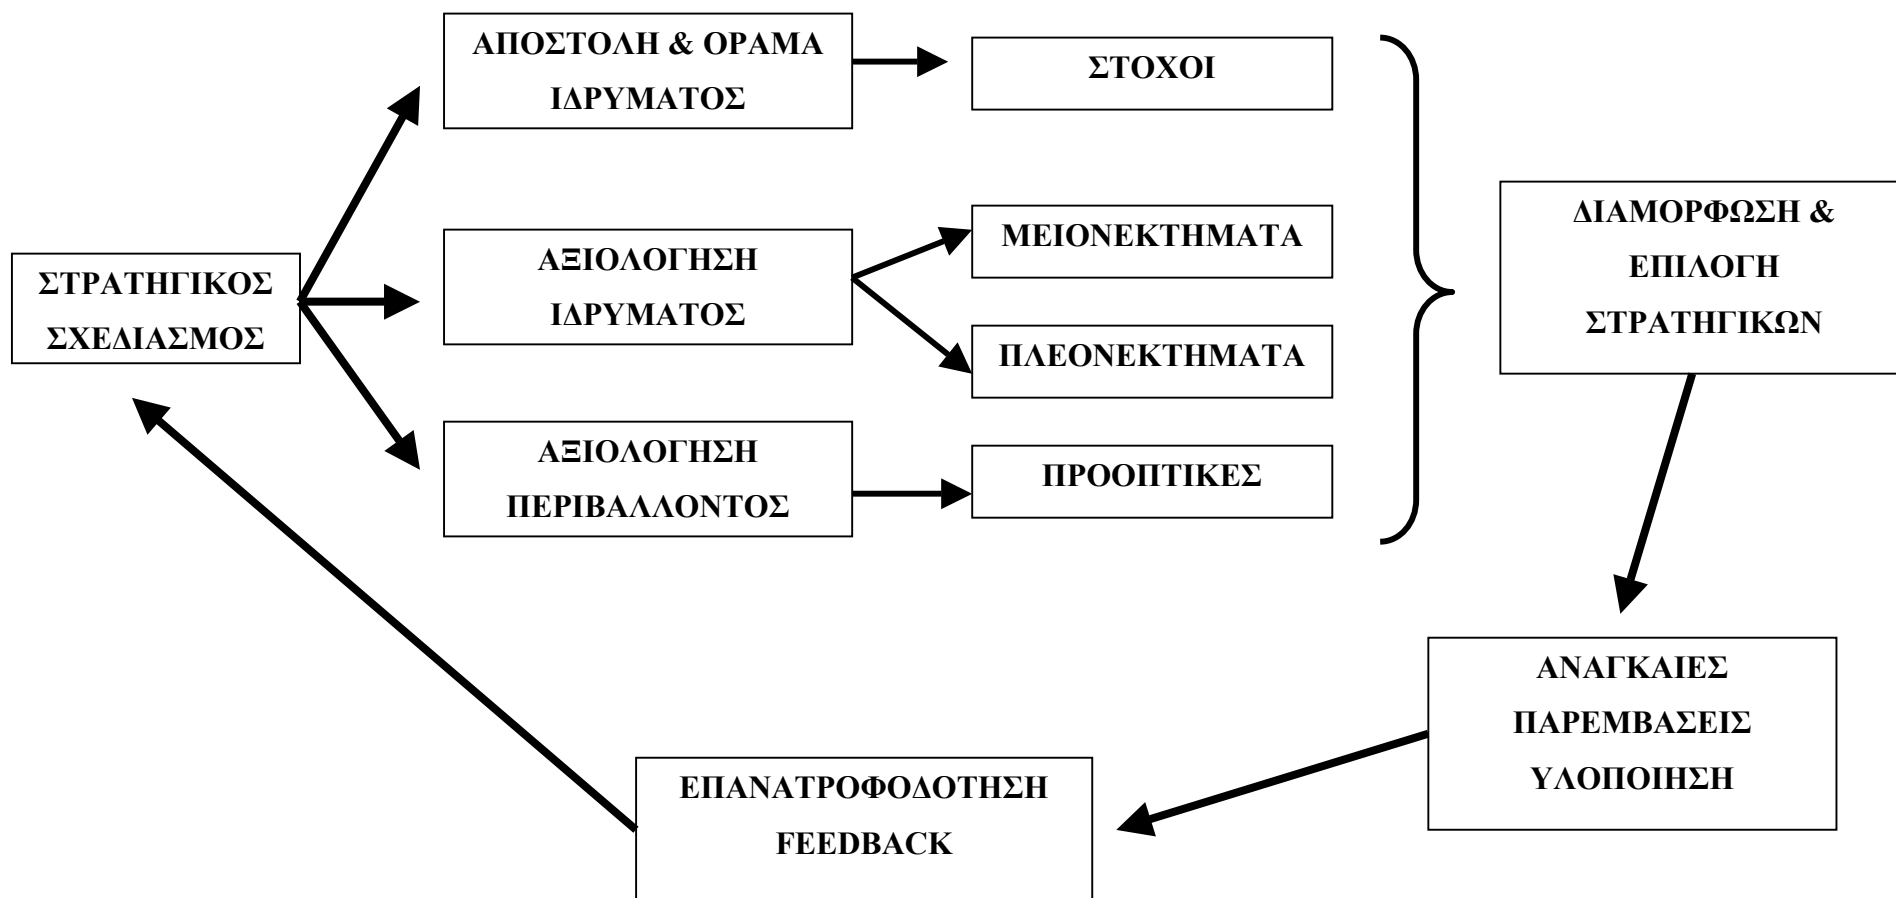 ΑΠΟΣΤΟΛΗ & ΟΡΑΜΑ
ΙΔΡΥΜΑΤΟΣ
ΣΤΟΧΟΙ
ΣΤΡΑΤΗΓΙΚΟΣ
ΣΧΕΔΙΑΣΜΟΣ
ΑΞΙΟΛΟΓΗΣΗ
ΙΔΡΥΜΑΤΟΣ
ΜΕΙΟΝΕΚΤΗΜΑΤΑ
ΠΛΕΟΝΕΚΤΗΜΑΤΑ
ΑΞΙΟΛΟΓΗΣΗ
ΠΕΡΙΒΑΛΛΟΝΤΟΣ
ΠΡΟΟΠΤΙΚΕΣ
ΔΙΑΜΟΡΦΩΣΗ &
ΕΠΙΛΟΓΗ
ΣΤΡΑΤΗΓΙΚΩΝ
ΑΝΑΓΚΑΙΕΣ
ΠΑΡΕΜΒΑΣΕΙΣ
ΥΛΟΠΟΙΗΣΗ
ΕΠΑΝΑΤΡΟΦΟΔΟΤΗΣΗ
FEEDBACK